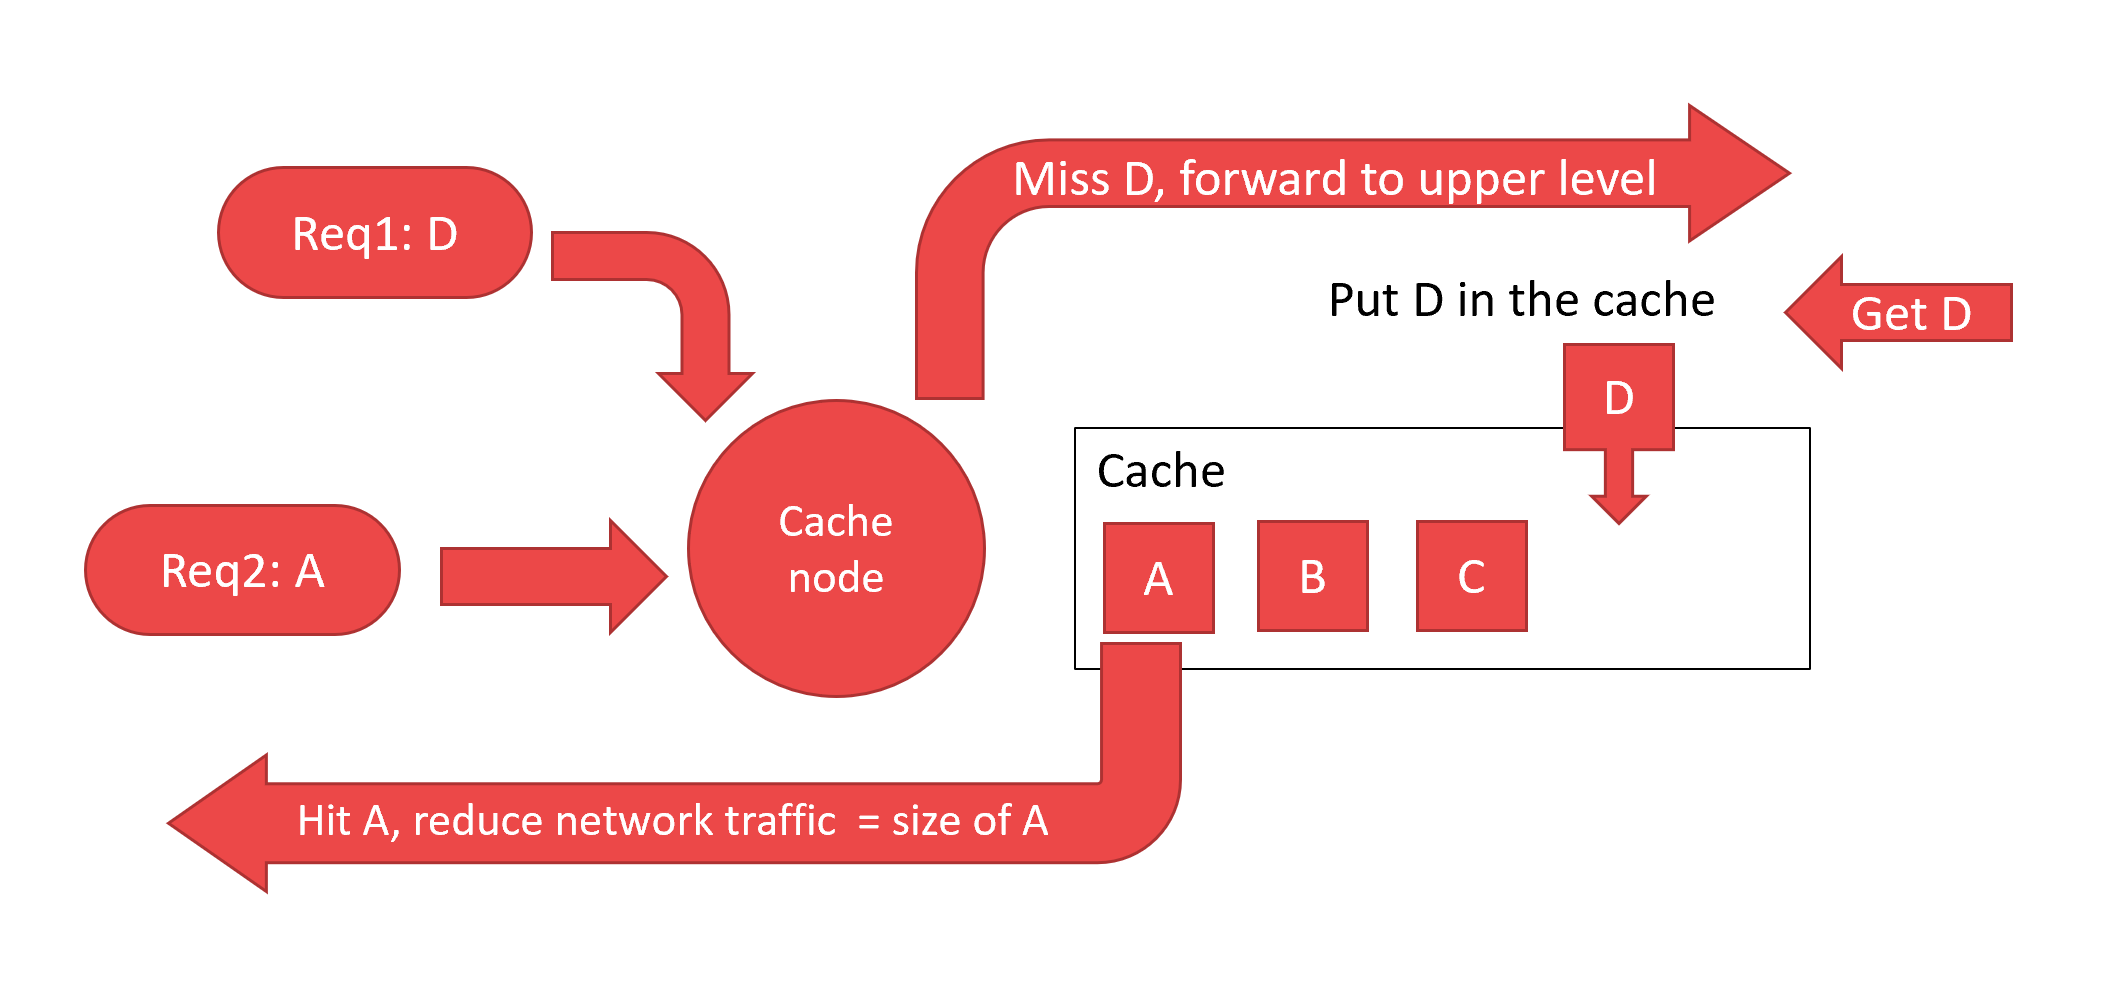 Miss D, forward to upper level
Req1: D
Put D in the cache
Get D
D
Cache
Cache
node
Req2: A
A
B
C
Hit A, reduce network traffic  = size of A